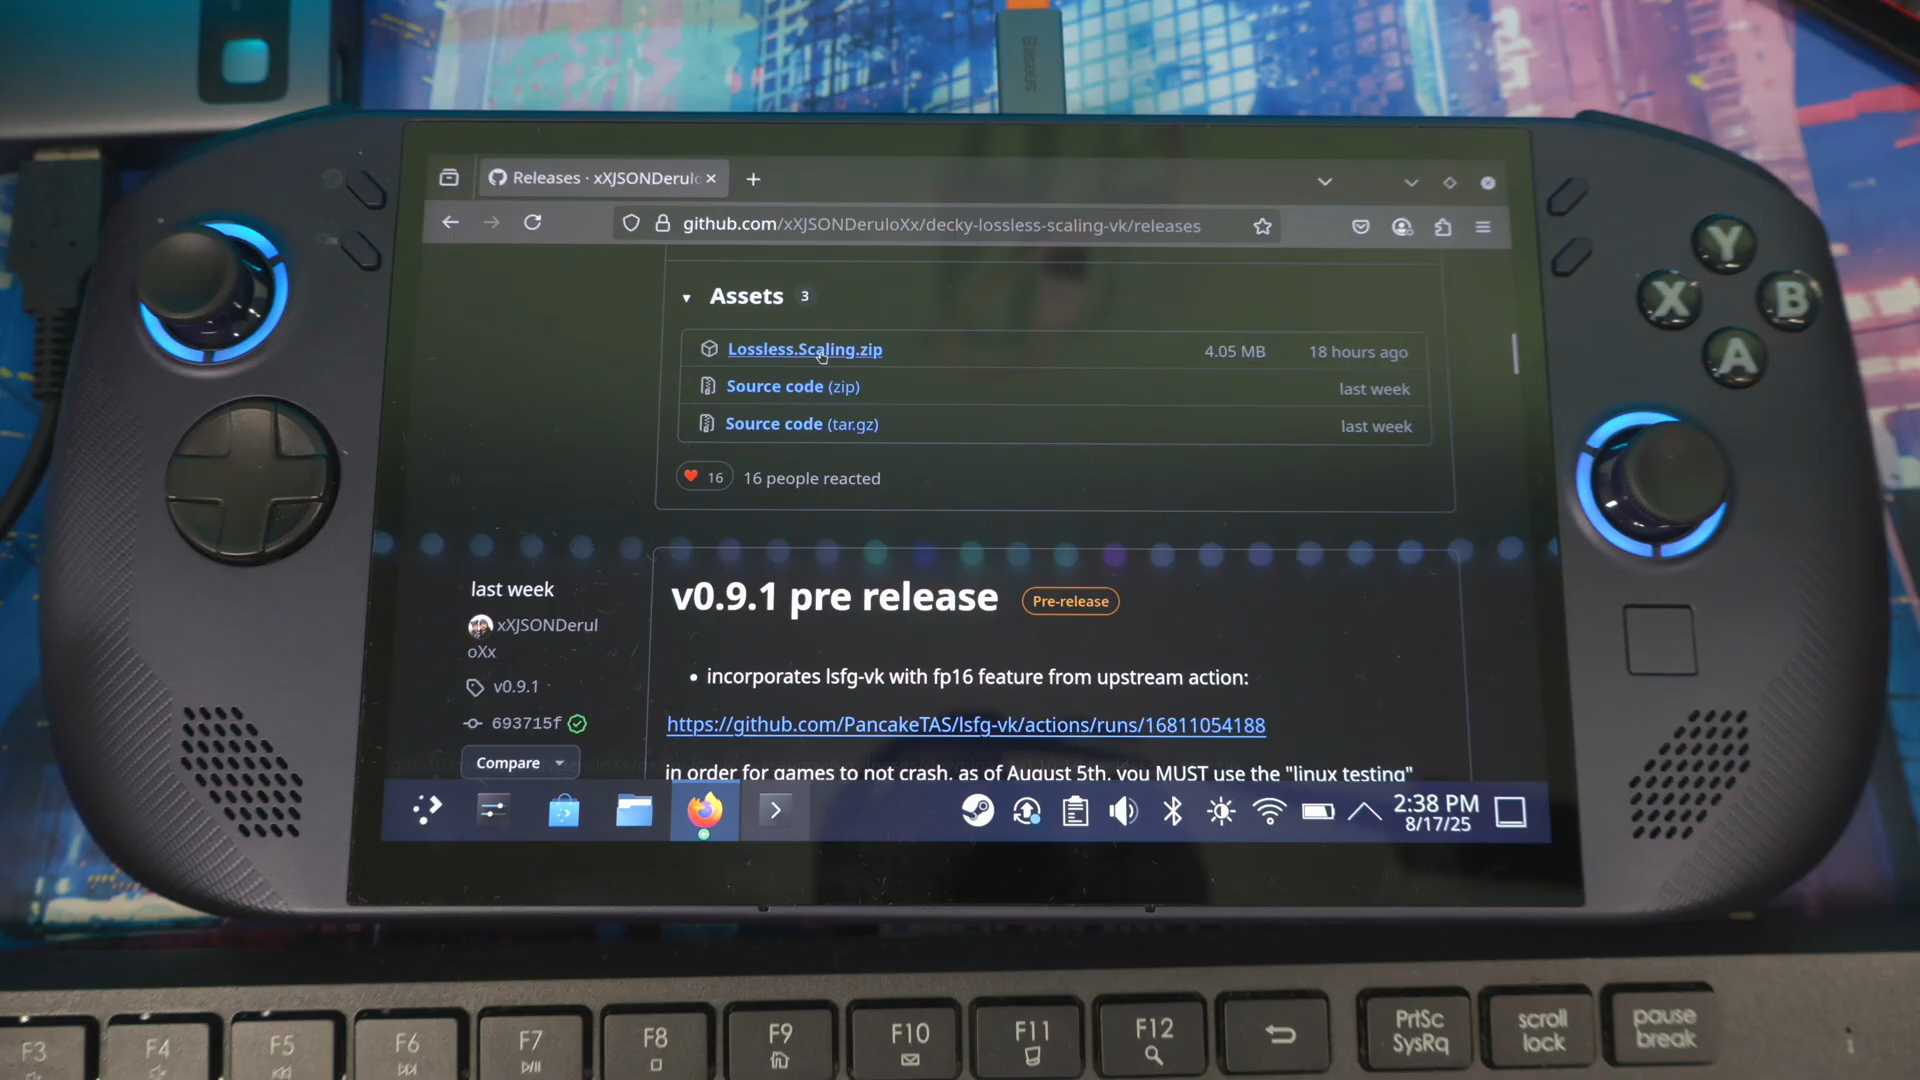 Baseus
Releases · xXJSONDerulo
github.com/xXJSONDeruloXx/decky-lossless-scaling-vk/releases
Assets 3
Lossless.Scaling.zip 4.05 MB 18 hours ago
Source code (zip) last week
Source code (tar.gz) last week
16 16 people reacted
last week
xXJSONDerul
oXx
v0.9.1
693715f
Compare
v0.9.1 pre release Pre-release
• incorporates lsfg-vk with fp16 feature from upstream action:
https://github.com/PancakeTAS/lsfg-vk/actions/runs/16811054188
in order for games to not crash, as of August 5th, you MUST use the "linux testing"
2:38 PM
8/17/25
Y
X
B
A
F3
F4
F5
F6
F7
F8
F9
F10
F11
F12
PrtSc
SysRq
scroll
lock
pause
break